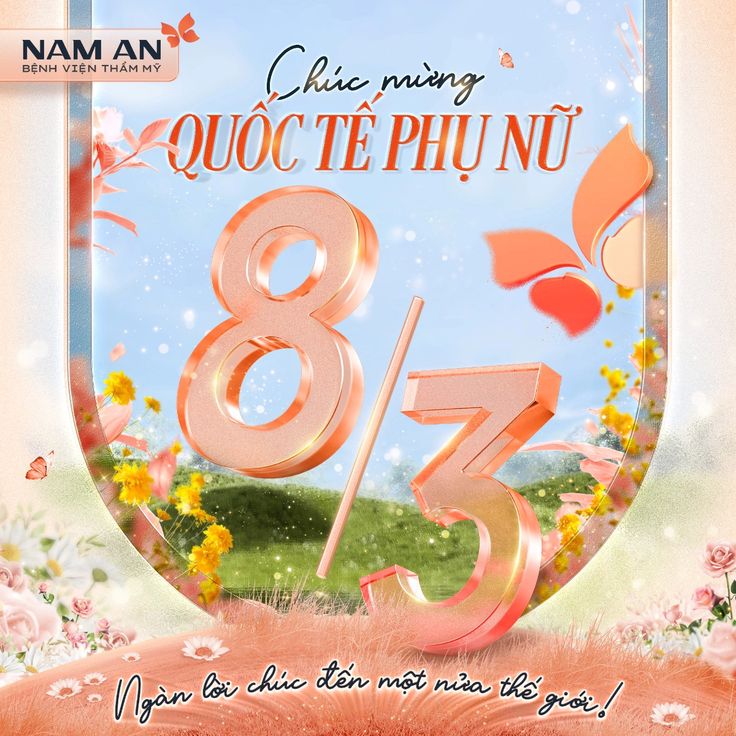 NAM AN
BỆNH VIỆN THẨM MỸ
Chúc mừng
QUỐC TẾ PHỤ NỮ
8/3
Ngàn lời chúc đến một nửa thế giới!